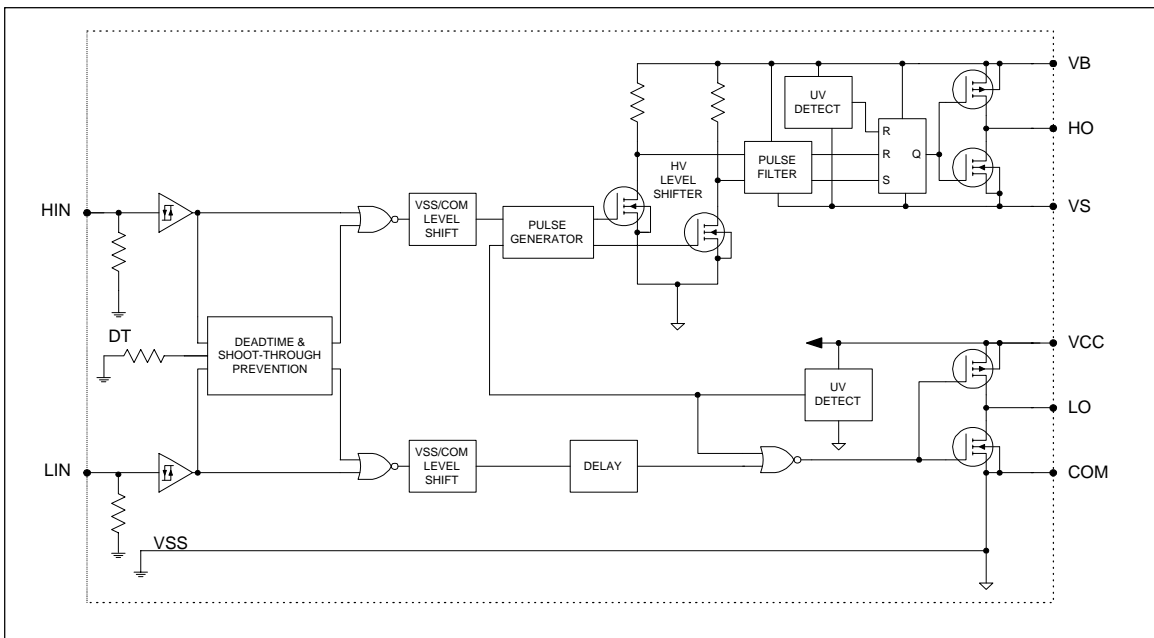 VB
UV
DETECT
HO
R
R
S
Q
PULSE
FILTER
HV
LEVEL
SHIFTER
VS
HIN
VSS/COM
LEVEL
SHIFT
PULSE
GENERATOR
DT
DEADTIME &
SHOOT-THROUGH
PREVENTION
VCC
UV
DETECT
LO
LIN
VSS/COM
LEVEL
SHIFT
DELAY
COM
VSS